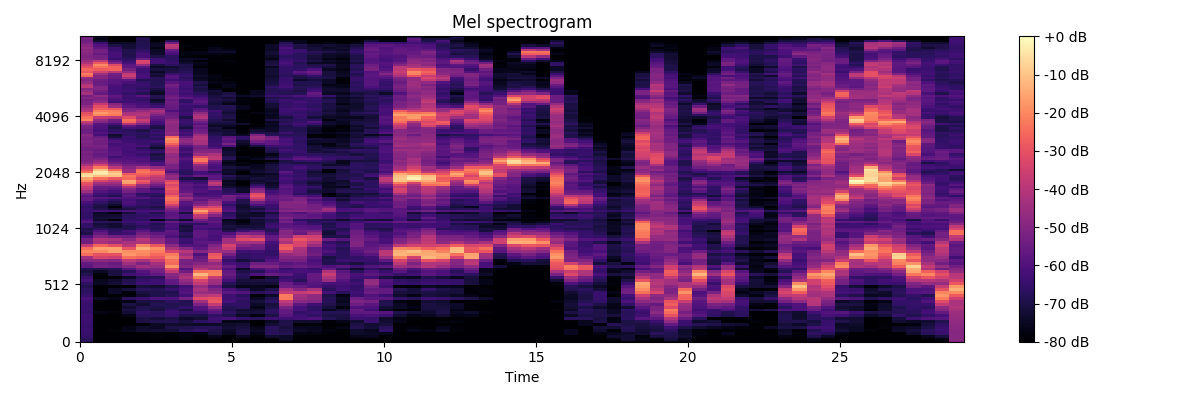 Mel spectrogram
8192
4096
2048
1024
512
0
Hz
0 5 10 15 20 25
Time
+0 dB
-10 dB
-20 dB
-30 dB
-40 dB
-50 dB
-60 dB
-70 dB
-80 dB